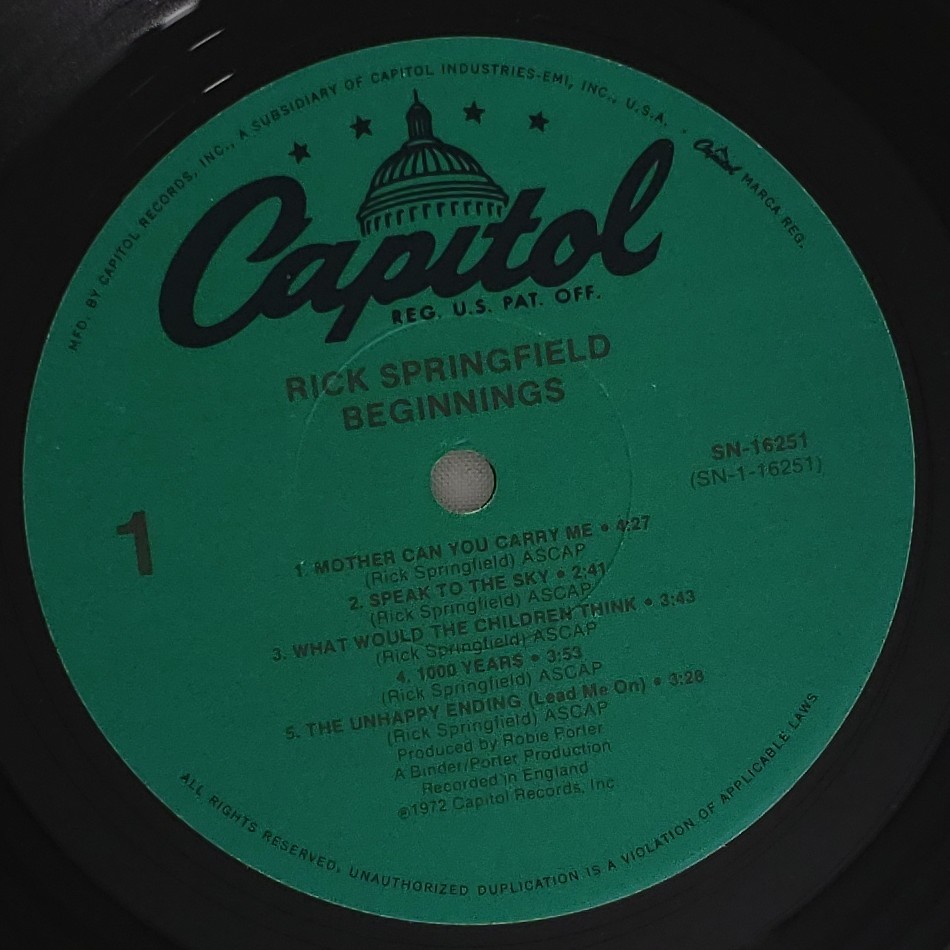 MFD. BY CAPITOL RECORDS, INC., A SUBSIDIARY OF CAPITOL INDUSTRIES-EMI, INC., U.S.A. . Capitol MARCA REG.
Capitol
REG. U.S. PAT. OFF.
RICK SPRINGFIELD
BEGINNINGS
SN-16251
(SN-1-16251)
1
1. MOTHER CAN YOU CARRY ME • 4:27
(Rick Springfield) ASCAP
2. SPEAK TO THE SKY • 2:41
(Rick Springfield) ASCAP
3. WHAT WOULD THE CHILDREN THINK • 3:43
(Rick Springfield) ASCAP
4. 1000 YEARS • 3:53
(Rick Springfield) ASCAP
5. THE UNHAPPY ENDING (Lead Me On) • 3:28
(Rick Springfield) ASCAP
Produced by Robie Porter
A Binder/Porter Production
Recorded in England
℗1972 Capitol Records, Inc
ALL RIGHTS RESERVED, UNAUTHORIZED DUPLICATION IS A VIOLATION OF APPLICABLE LAWS